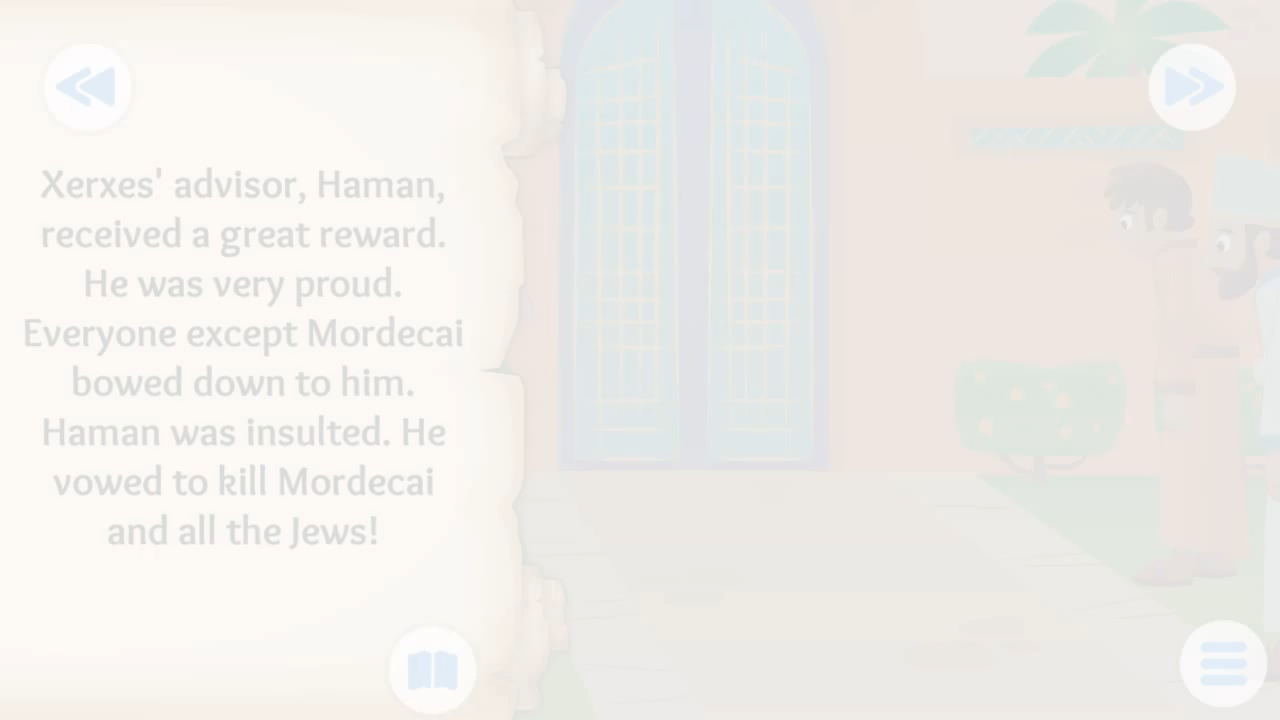 Xerxes' advisor, Haman,
received a great reward.
He was very proud.
Everyone except Mordecai
bowed down to him.
Haman was insulted. He
vowed to kill Mordecai
and all the Jews!